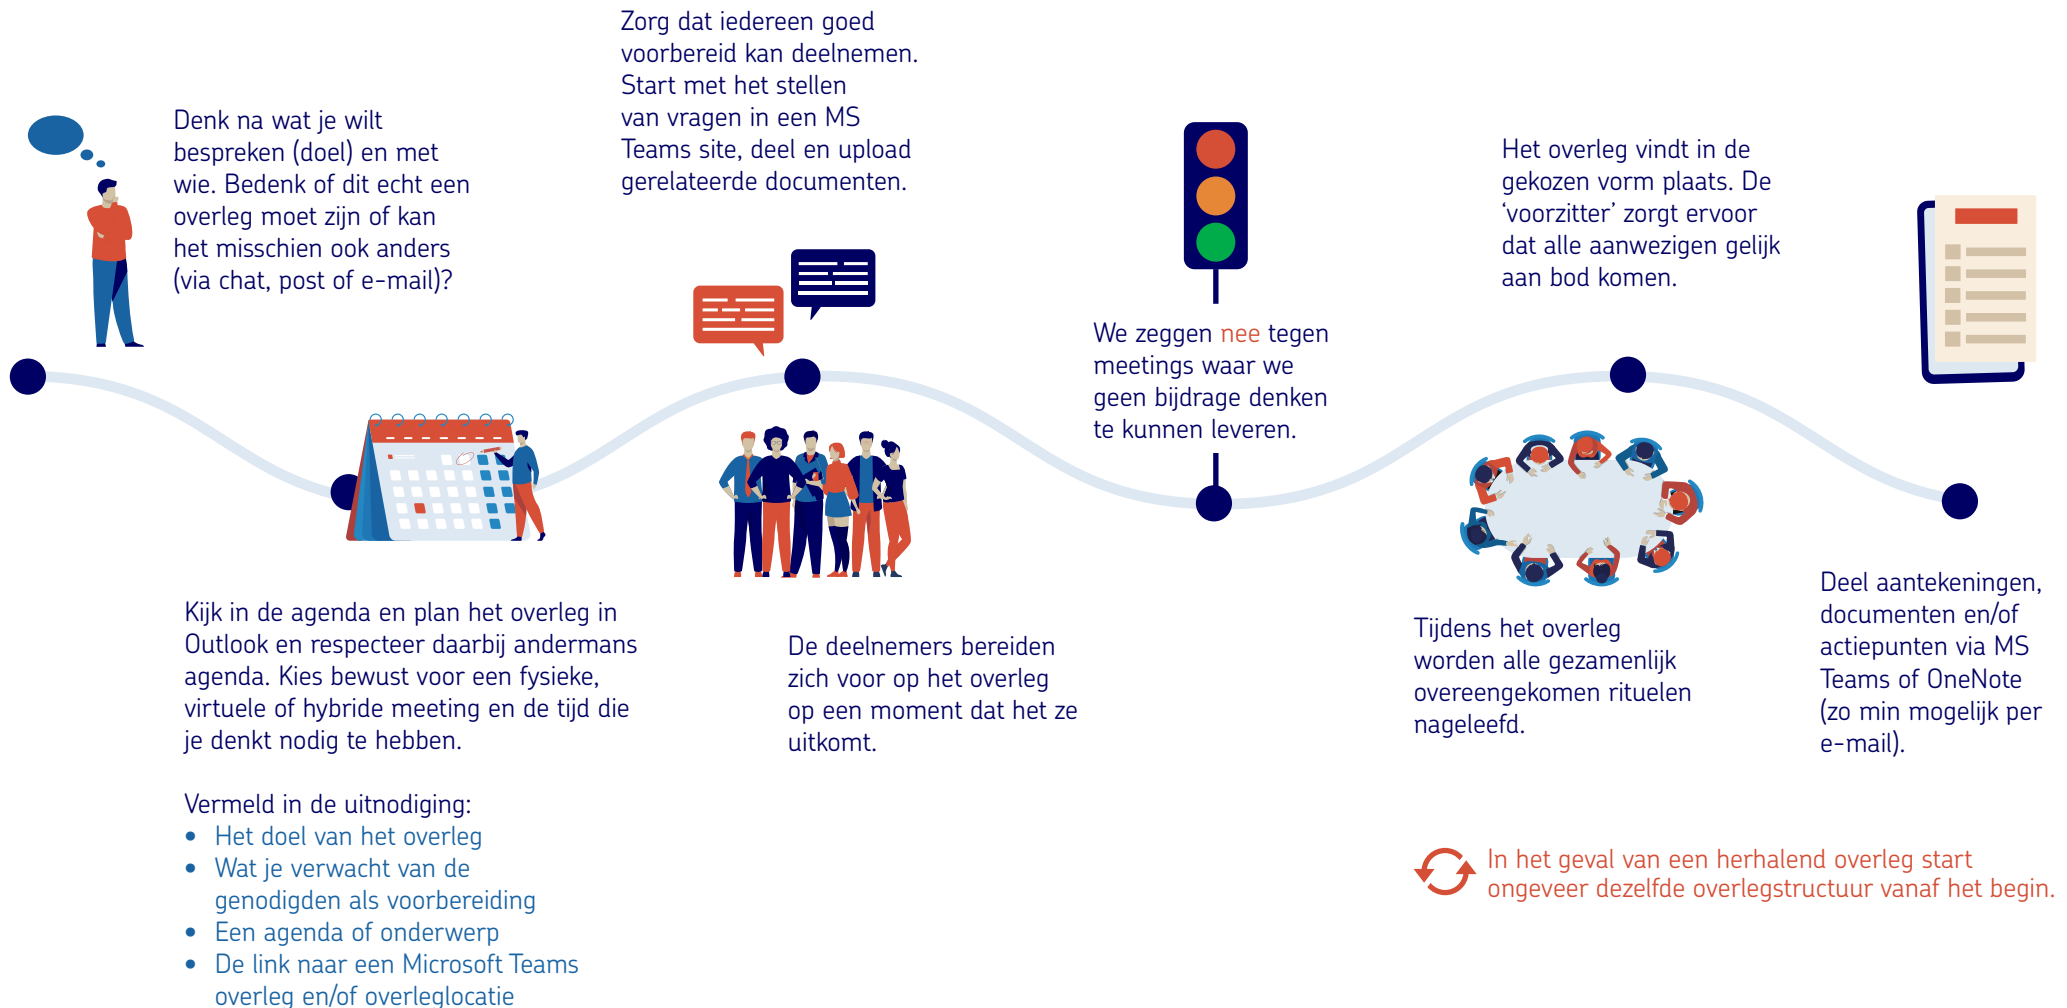 Denk na wat je wilt
bespreken (doel) en met
wie. Bedenk of dit echt een
overleg moet zijn of kan
het misschien ook anders
(via chat, post of e-mail)?
Kijk in de agenda en plan het overleg in
Outlook en respecteer daarbij andermans
agenda. Kies bewust voor een fysieke,
virtuele of hybride meeting en de tijd die
je denkt nodig te hebben.
Vermeld in de uitnodiging:
• Het doel van het overleg
• Wat je verwacht van de
genodigden als voorbereiding
• Een agenda of onderwerp
• De link naar een Microsoft Teams
overleg en/of overleglocatie
Zorg dat iedereen goed
voorbereid kan deelnemen.
Start met het stellen
van vragen in een MS
Teams site, deel en upload
gerelateerde documenten.
De deelnemers bereiden
zich voor op het overleg
op een moment dat het ze
uitkomt.
We zeggen nee tegen
meetings waar we
geen bijdrage denken
te kunnen leveren.
Het overleg vindt in de
gekozen vorm plaats. De
‘voorzitter’ zorgt ervoor
dat alle aanwezigen gelijk
aan bod komen.
Tijdens het overleg
worden alle gezamenlijk
overeengekomen rituelen
nageleefd.
Deel aantekeningen,
documenten en/of
actiepunten via MS
Teams of OneNote
(zo min mogelijk per
e-mail).
In het geval van een herhalend overleg start
ongeveer dezelfde overlegstructuur vanaf het begin.